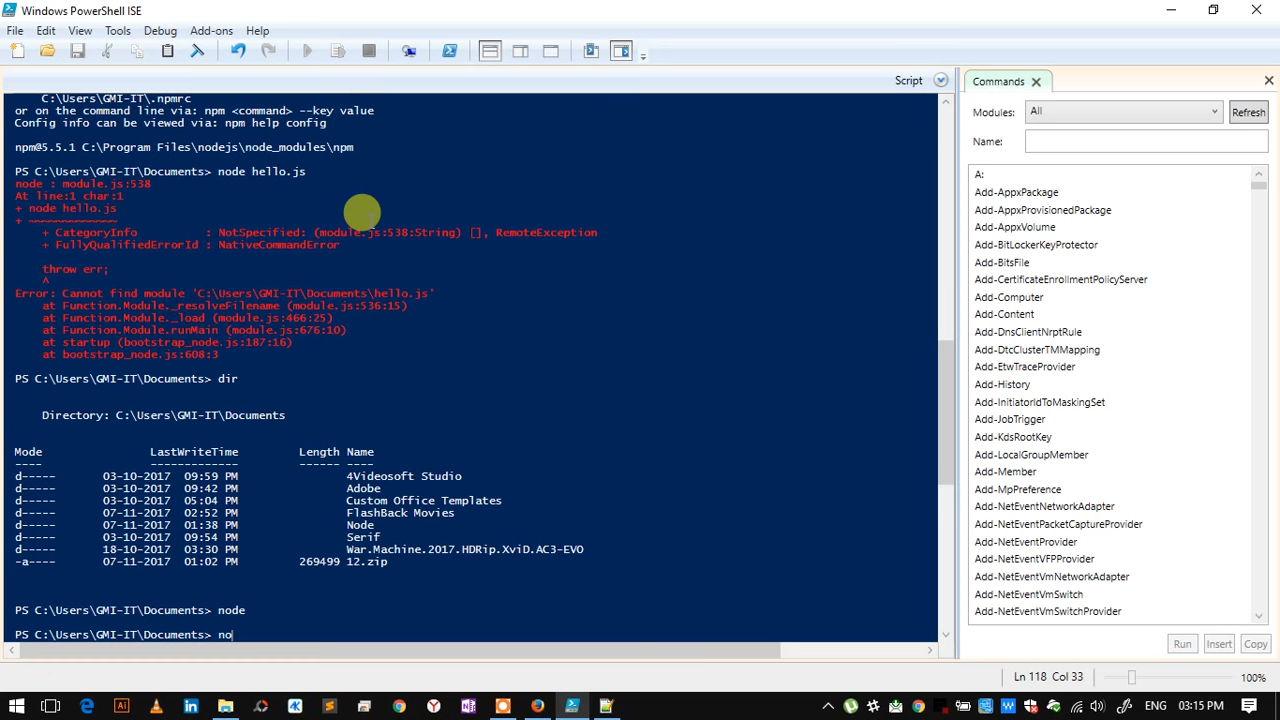 Windows PowerShell ISE
File Edit View Tools Debug Add-ons Help
Script
Commands
Modules: All Refresh
Name:
C:\Users\GMI-IT\.npmrc
or on the command line via: npm <command> --key value
Config info can be viewed via: npm help config
npm@5.5.1 C:\Program Files\nodejs\node_modules\npm
PS C:\Users\GMI-IT\Documents> node hello.js
node : module.js:538
At line:1 char:1
+ node hello.js
+ ~~~~~~~~~~~~~
+ CategoryInfo : NotSpecified: (module.js:538:String) [], RemoteException
+ FullyQualifiedErrorId : NativeCommandError
throw err;
^
Error: Cannot find module 'C:\Users\GMI-IT\Documents\hello.js'
at Function.Module._resolveFilename (module.js:536:15)
at Function.Module._load (module.js:466:25)
at Function.Module.runMain (module.js:676:10)
at startup (bootstrap_node.js:187:16)
at bootstrap_node.js:608:3
PS C:\Users\GMI-IT\Documents> dir
Directory: C:\Users\GMI-IT\Documents
Mode LastWriteTime Length Name
---- ------------- ------ ----
d----- 03-10-2017 09:59 PM 4Videosoft Studio
d----- 03-10-2017 09:42 PM Adobe
d----- 03-10-2017 05:04 PM Custom Office Templates
d----- 07-11-2017 02:52 PM FlashBack Movies
d----- 07-11-2017 01:38 PM Node
d----- 03-10-2017 09:54 PM Serif
d----- 18-10-2017 03:30 PM War.Machine.2017.HDRip.XviD.AC3-EVO
-a---- 07-11-2017 01:02 PM 269499 12.zip
PS C:\Users\GMI-IT\Documents> node
PS C:\Users\GMI-IT\Documents> no
A:
Add-AppxPackage
Add-AppxProvisionedPackage
Add-AppxVolume
Add-BitLockerKeyProtector
Add-BitsFile
Add-CertificateEnrollmentPolicyServer
Add-Computer
Add-Content
Add-DnsClientNrptRule
Add-DtcClusterTMMapping
Add-EtwTraceProvider
Add-History
Add-InitiatorIdToMaskingSet
Add-JobTrigger
Add-KdsRootKey
Add-LocalGroupMember
Add-Member
Add-MpPreference
Add-NetEventNetworkAdapter
Add-NetEventPacketCaptureProvider
Add-NetEventProvider
Add-NetEventVFPProvider
Add-NetEventVmNetworkAdapter
Add-NetEventVmSwitch
Add-NetEventVmSwitchProvider
Run Insert Copy
Ln 118 Col 33 100%
ENG 03:15 PM